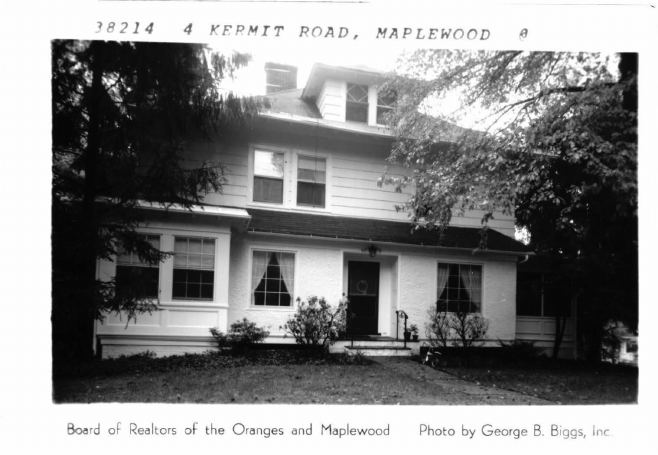 38214 4 KERMIT ROAD, MAPLEWOOD @
Board of Realtors of the Oranges and Maplewood Photo by George B. Biggs, Inc.